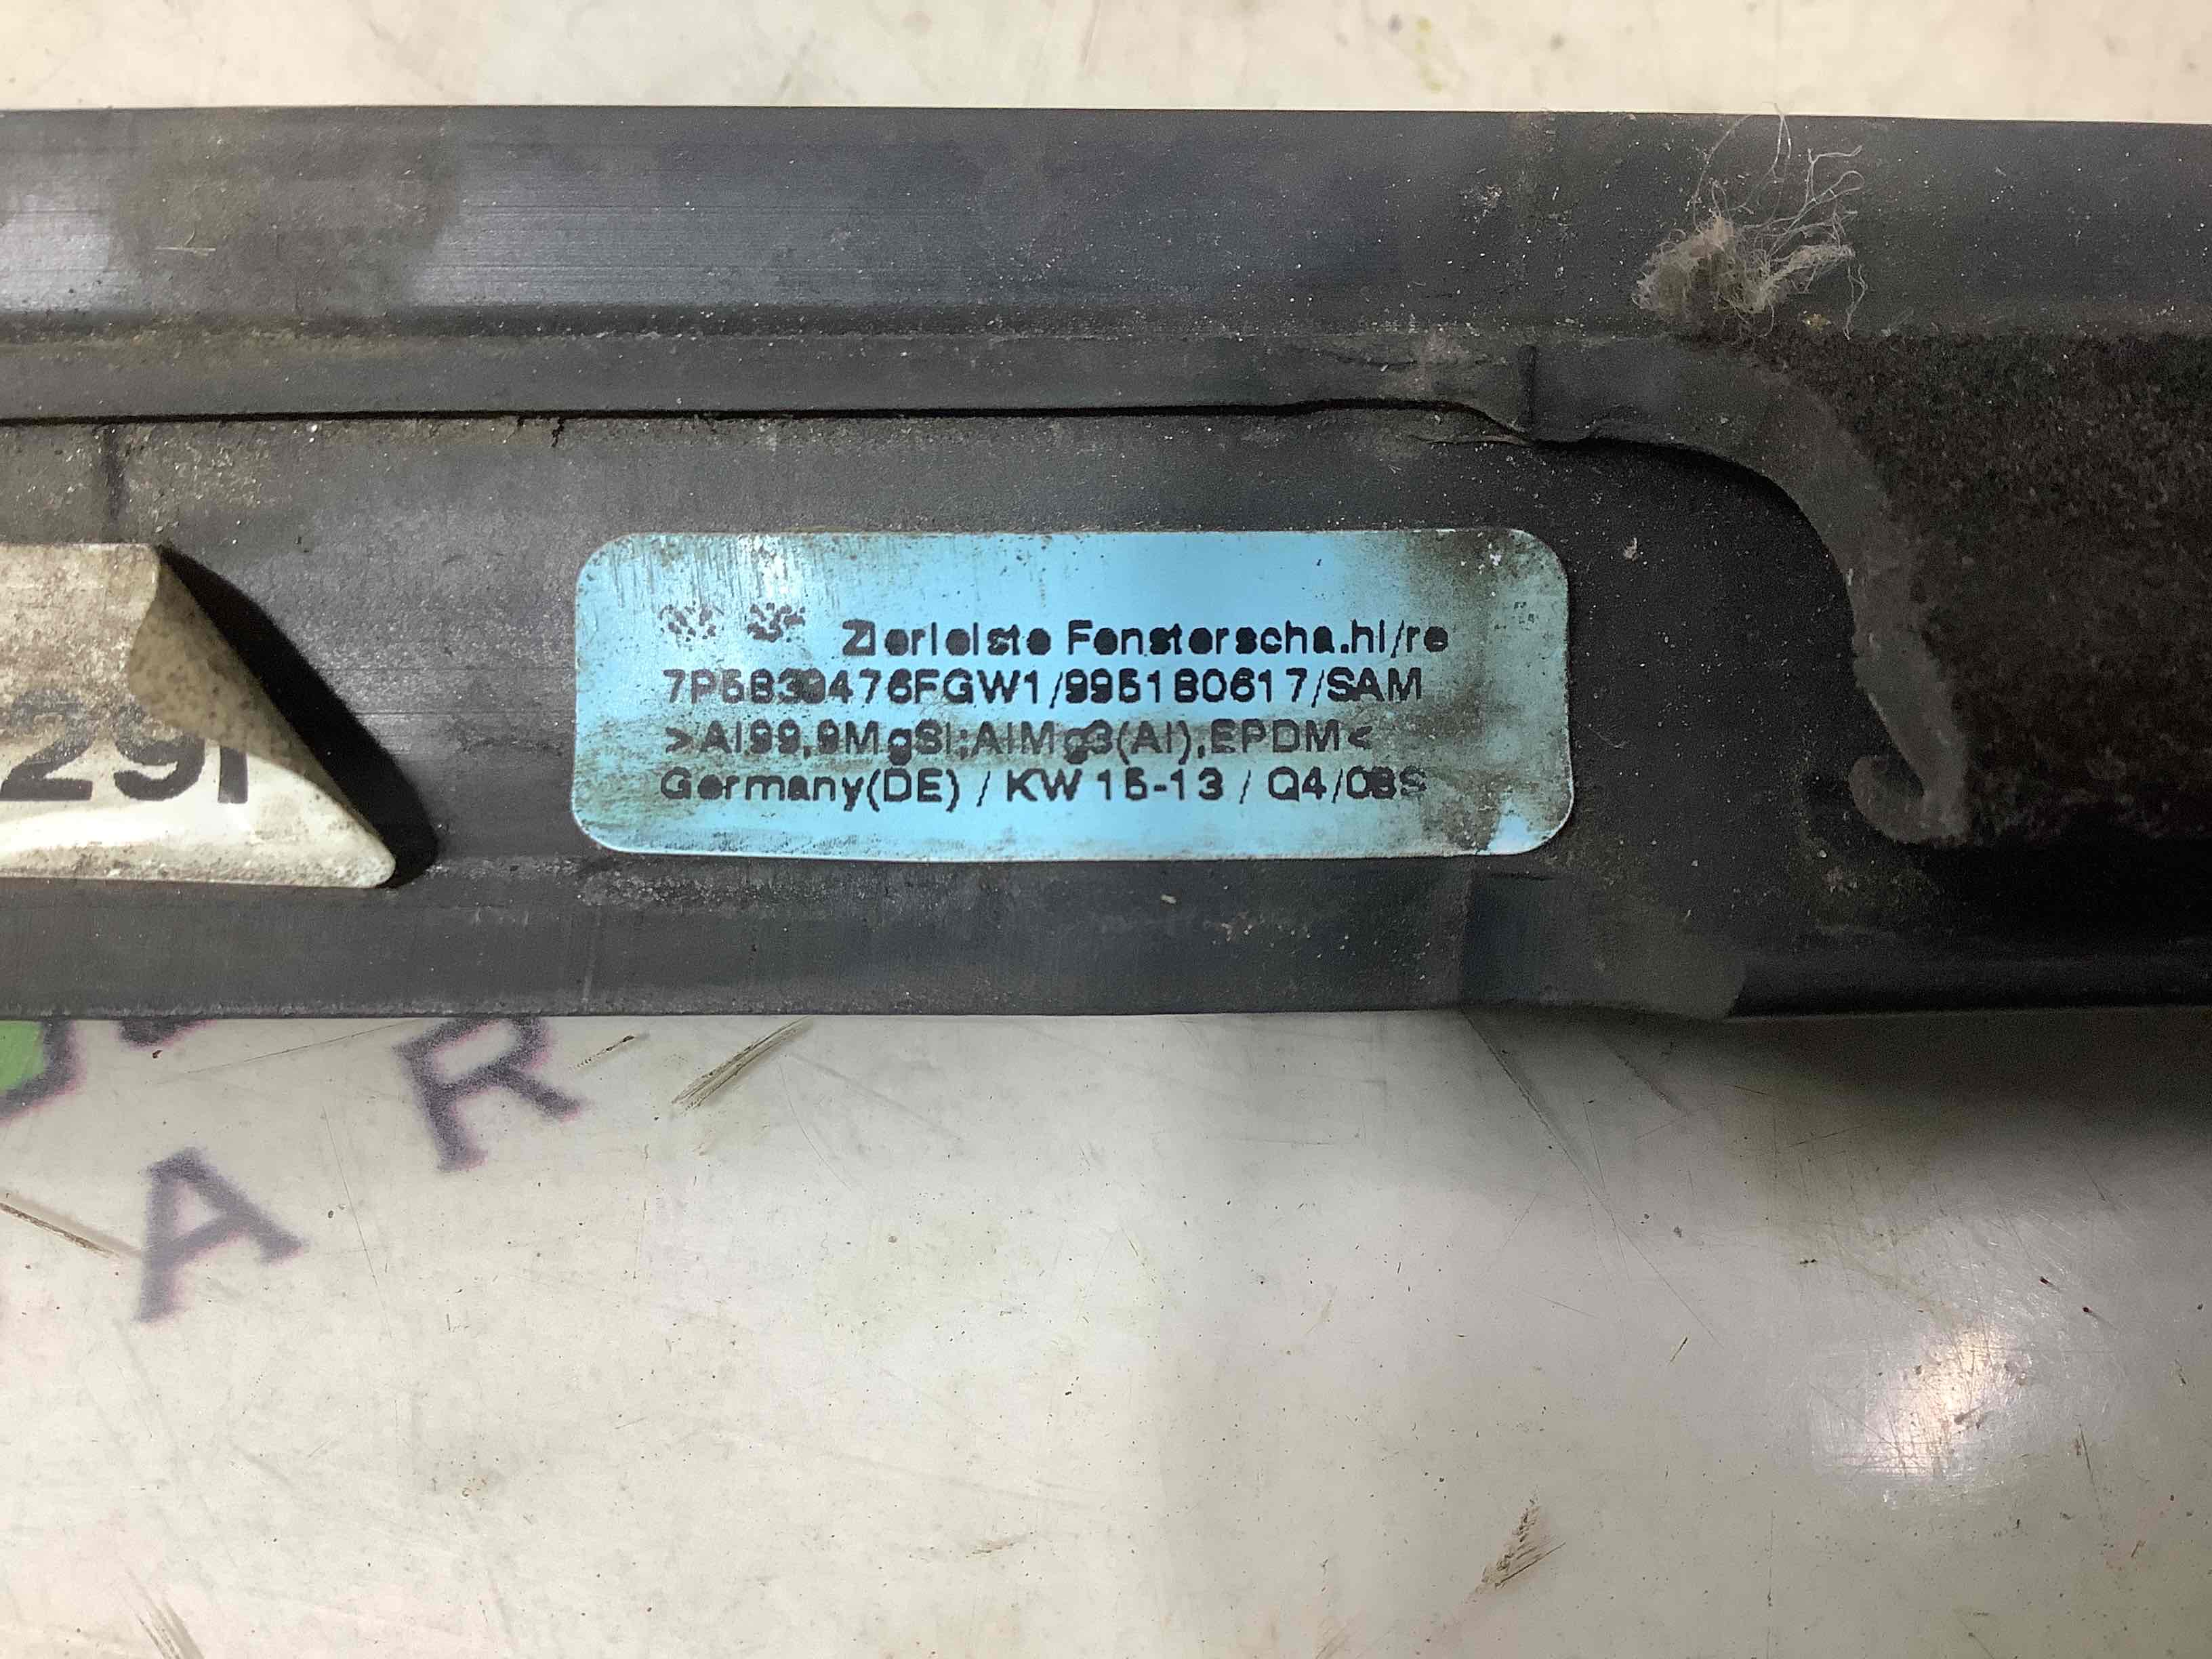 Zierleiste Fensterscha.hi/re
7P5839476FGW1/995180617/SAM
>Al99,9MgSi;AlMg3(Al),EPDM<
Germany(DE) / KW 15-13 / Q4/08S
29
R
A